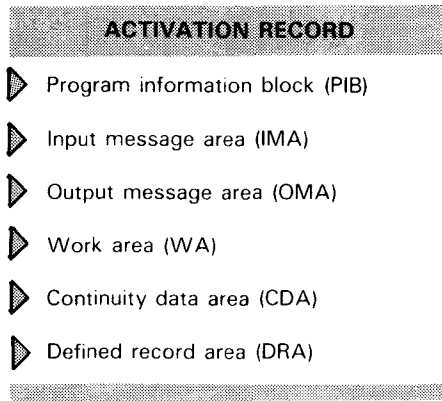 ACTIVATION RECORD
Program information block (PIB)
Input message area (IMA)
Output message area (OMA)
Work area (WA)
Continuity data area (CDA)
Defined record area (DRA)